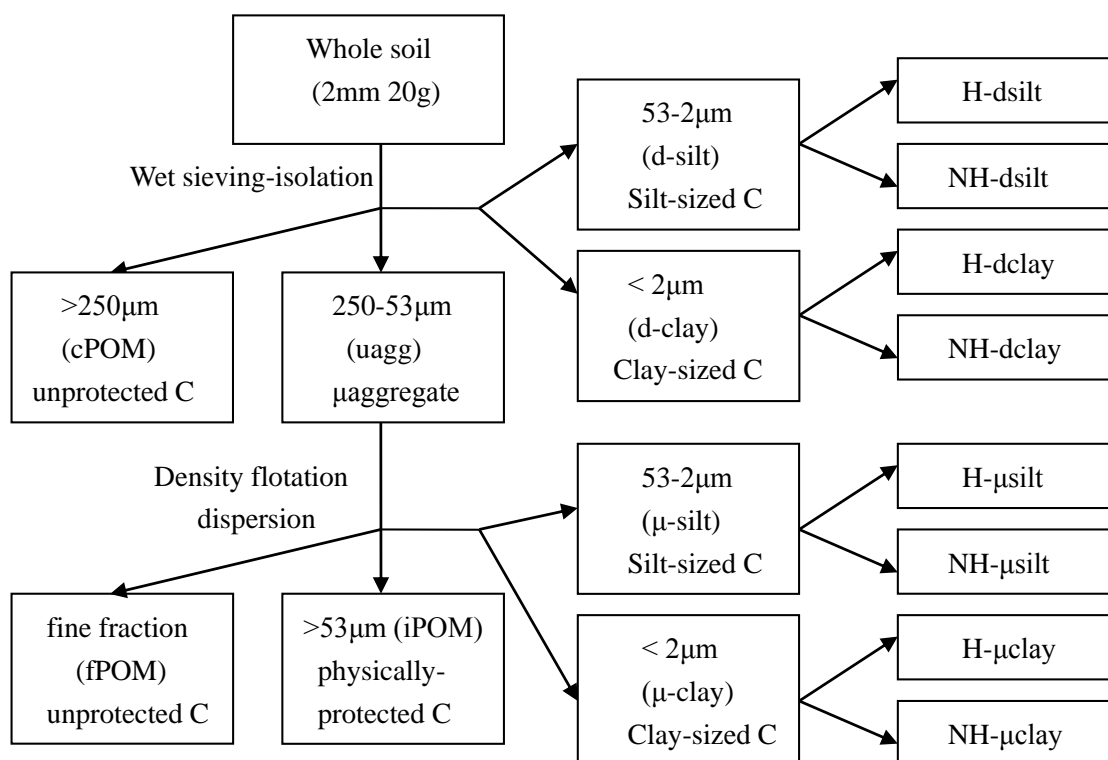 Whole soil
(2mm 20g)
Wet sieving-isolation
53-2μm
(d-silt)
Silt-sized C
H-dsilt
NH-dsilt
>250μm
(cPOM)
unprotected C
250-53μm
(uagg)
μaggregate
< 2μm
(d-clay)
Clay-sized C
H-dclay
NH-dclay
Density flotation
dispersion
53-2μm
(μ-silt)
Silt-sized C
H-μsilt
NH-μsilt
fine fraction
(fPOM)
unprotected C
>53μm (iPOM)
physically-
protected C
< 2μm
(μ-clay)
Clay-sized C
H-μclay
NH-μclay